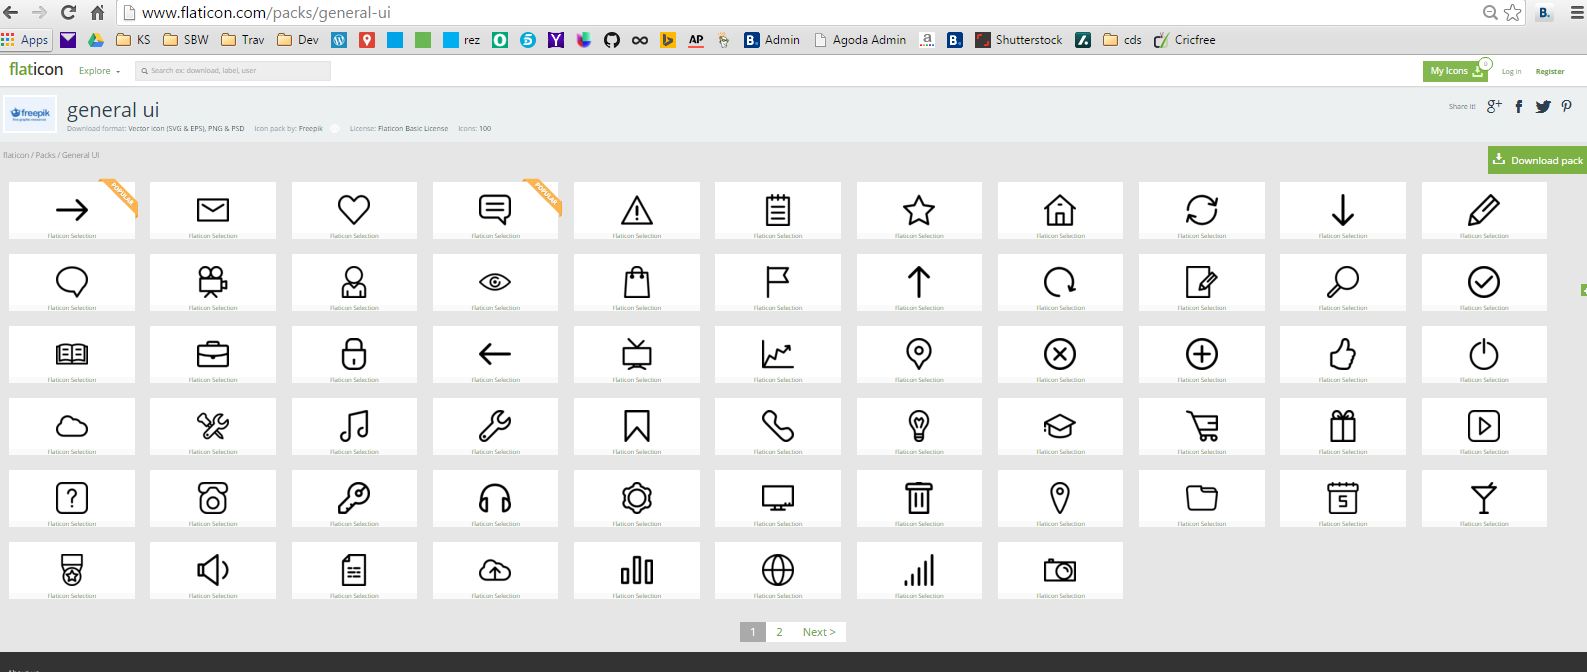 www.flaticon.com/packs/general-ui
B.
Apps KS SBW Trav Dev rez AP B. Admin Agoda Admin a B. Shutterstock cds Cricfree
flaticon Explore Search ex: download, label, user My Icons 0 Log in Register
freepik general ui Share it!
Download format: Vector icon (SVG & EPS), PNG & PSD Icon pack by: Freepik License: Flaticon Basic License Icons: 100
flaticon / Packs / General UI Download pack
POPULAR POPULAR
Flaticon Selection Flaticon Selection Flaticon Selection Flaticon Selection Flaticon Selection Flaticon Selection Flaticon Selection Flaticon Selection Flaticon Selection Flaticon Selection Flaticon Selection
Flaticon Selection Flaticon Selection Flaticon Selection Flaticon Selection Flaticon Selection Flaticon Selection Flaticon Selection Flaticon Selection Flaticon Selection Flaticon Selection Flaticon Selection
Flaticon Selection Flaticon Selection Flaticon Selection Flaticon Selection Flaticon Selection Flaticon Selection Flaticon Selection Flaticon Selection Flaticon Selection Flaticon Selection Flaticon Selection
Flaticon Selection Flaticon Selection Flaticon Selection Flaticon Selection Flaticon Selection Flaticon Selection Flaticon Selection Flaticon Selection Flaticon Selection Flaticon Selection Flaticon Selection
? 5
Flaticon Selection Flaticon Selection Flaticon Selection Flaticon Selection Flaticon Selection Flaticon Selection Flaticon Selection Flaticon Selection Flaticon Selection Flaticon Selection Flaticon Selection
Flaticon Selection Flaticon Selection Flaticon Selection Flaticon Selection Flaticon Selection Flaticon Selection Flaticon Selection Flaticon Selection
1 2 Next >